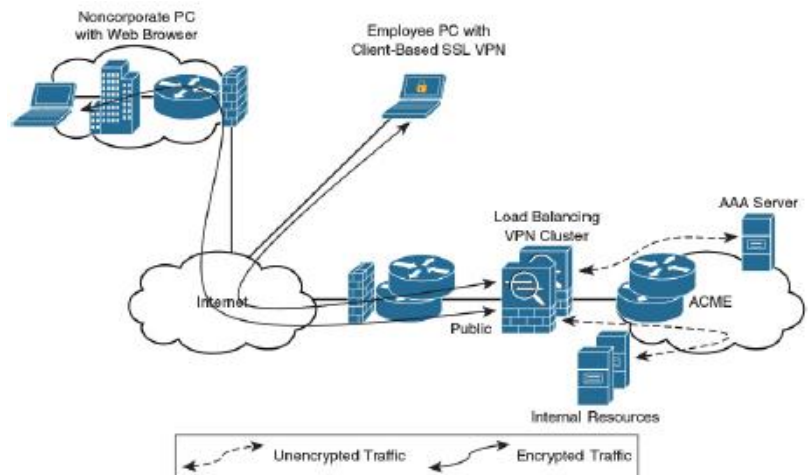 Noncorporate PC
with Web Browser
Employee PC with
Client-Based SSL VPN
AAA Server
Load Balancing
VPN Cluster
Internet
ACME
Public
Internal Resources
Unencrypted Traffic
Encrypted Traffic